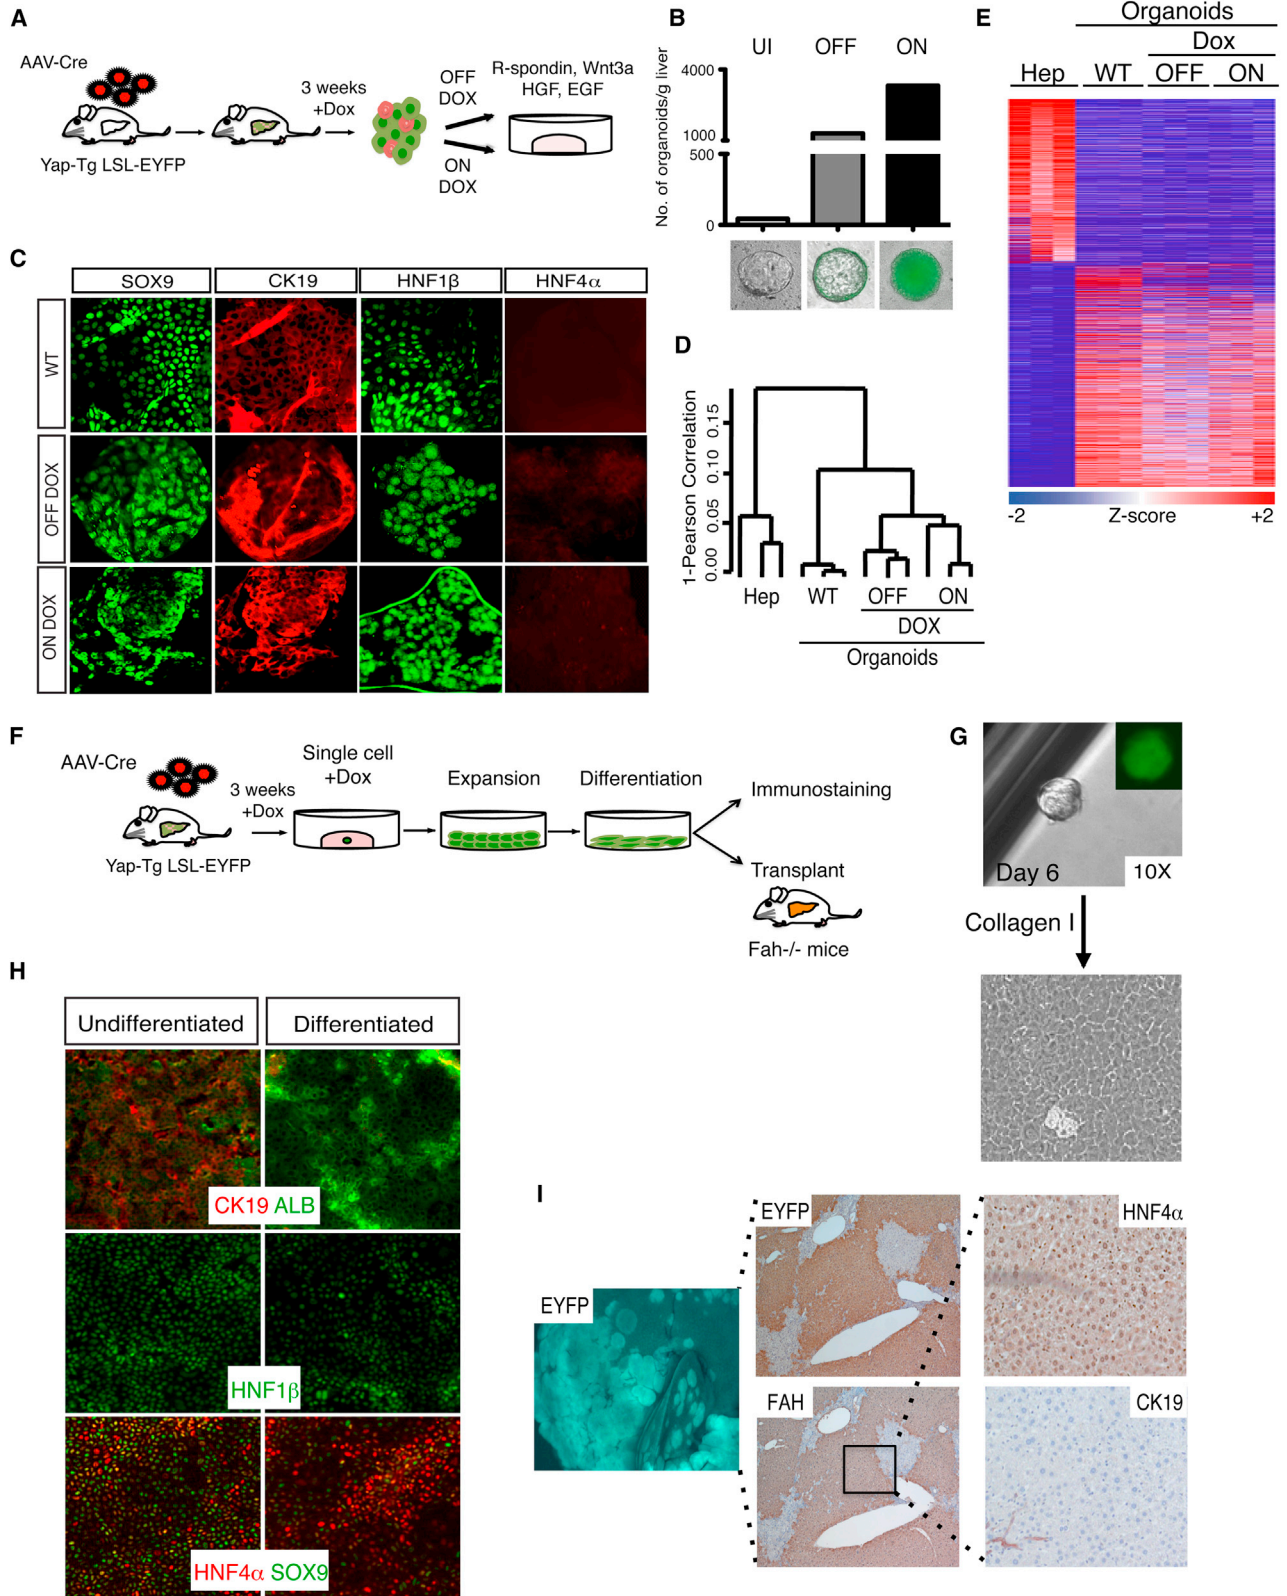 A
AAV-Cre
Yap-Tg LSL-EYFP
3 weeks
+Dox
OFF
DOX
ON
DOX
R-spondin, Wnt3a
HGF, EGF
B
UI OFF ON
No. of organoids/g liver
4000
1000
500
0
C
SOX9 CK19 HNF1β HNF4α
WT
OFF DOX
ON DOX
D
1-Pearson Correlation
0.00 0.05 0.10 0.15
Hep WT OFF ON
DOX
Organoids
E
Organoids
Dox
Hep WT OFF ON
-2 Z-score +2
F
AAV-Cre
Yap-Tg LSL-EYFP
3 weeks
+Dox
Single cell
+Dox
Expansion
Differentiation
Immunostaining
Transplant
Fah-/- mice
G
Day 6
10X
Collagen I
H
Undifferentiated Differentiated
CK19 ALB
HNF1β
HNF4α SOX9
I
EYFP
EYFP
HNF4α
FAH
CK19